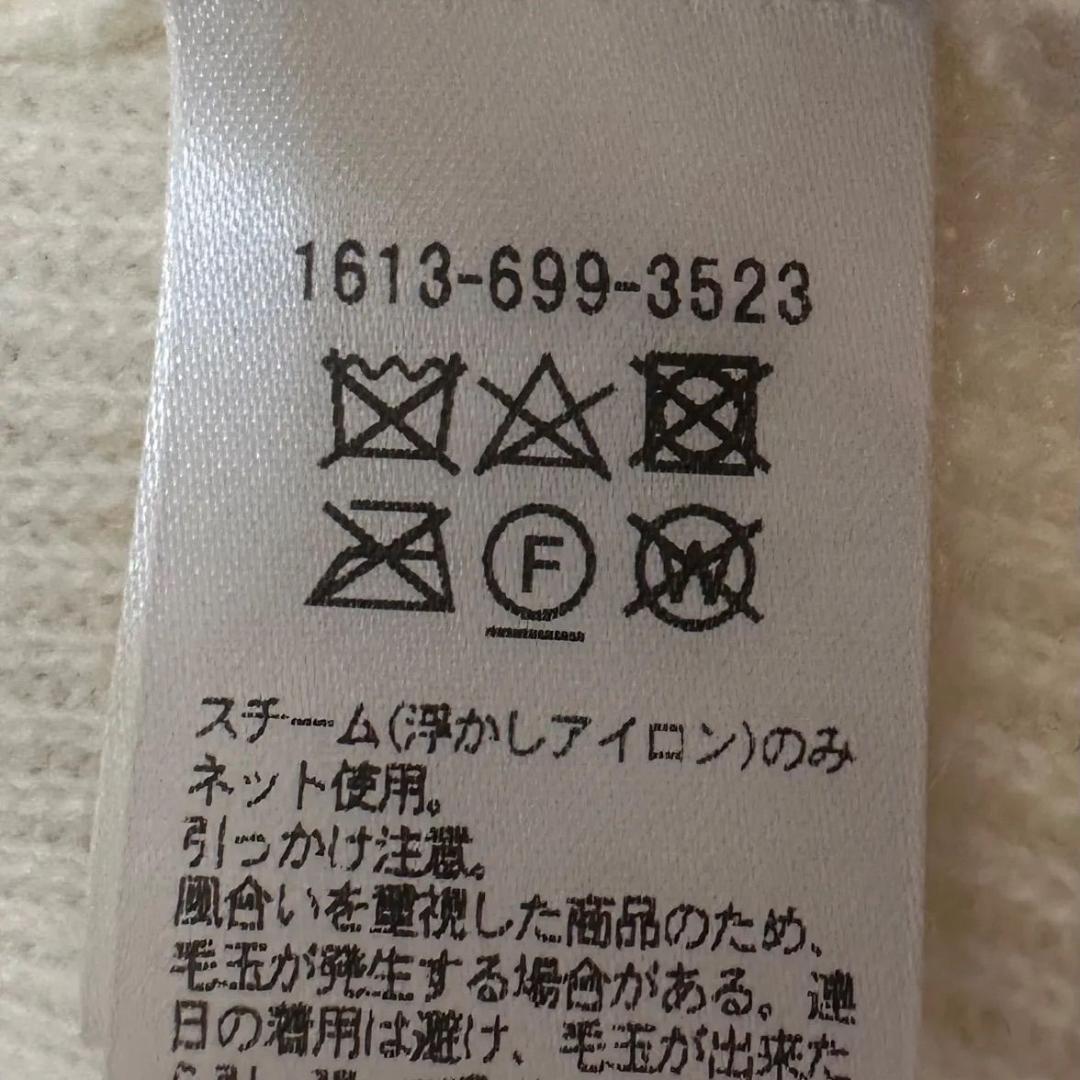 1613-699-3523
F
W
スチーム(浮かしアイロン)のみ
ネット使用。
引っかけ注意。
風合いを重視した商品のため、
毛玉が発生する場合がある。連
日の着用は避け、毛玉が出来た